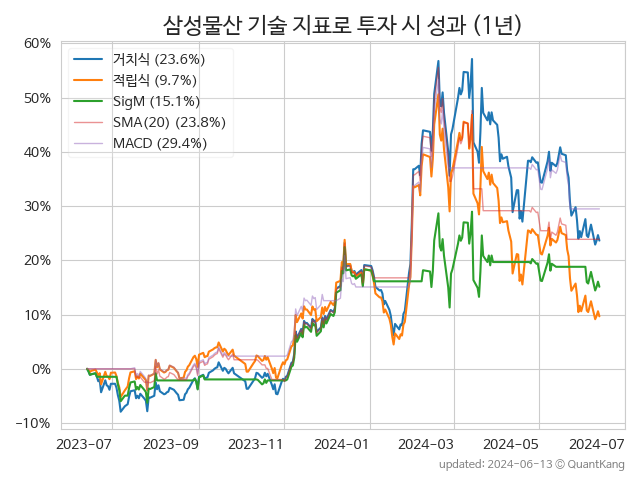 삼성물산 기술 지표로 투자 시 성과 (1년)
거치식 (23.6%)
적립식 (9.7%)
SigM (15.1%)
SMA(20) (23.8%)
MACD (29.4%)
60%
50%
40%
30%
20%
10%
0%
−10%
2023-07
2023-09
2023-11
2024-01
2024-03
2024-05
2024-07
updated: 2024-06-13 © QuantKang